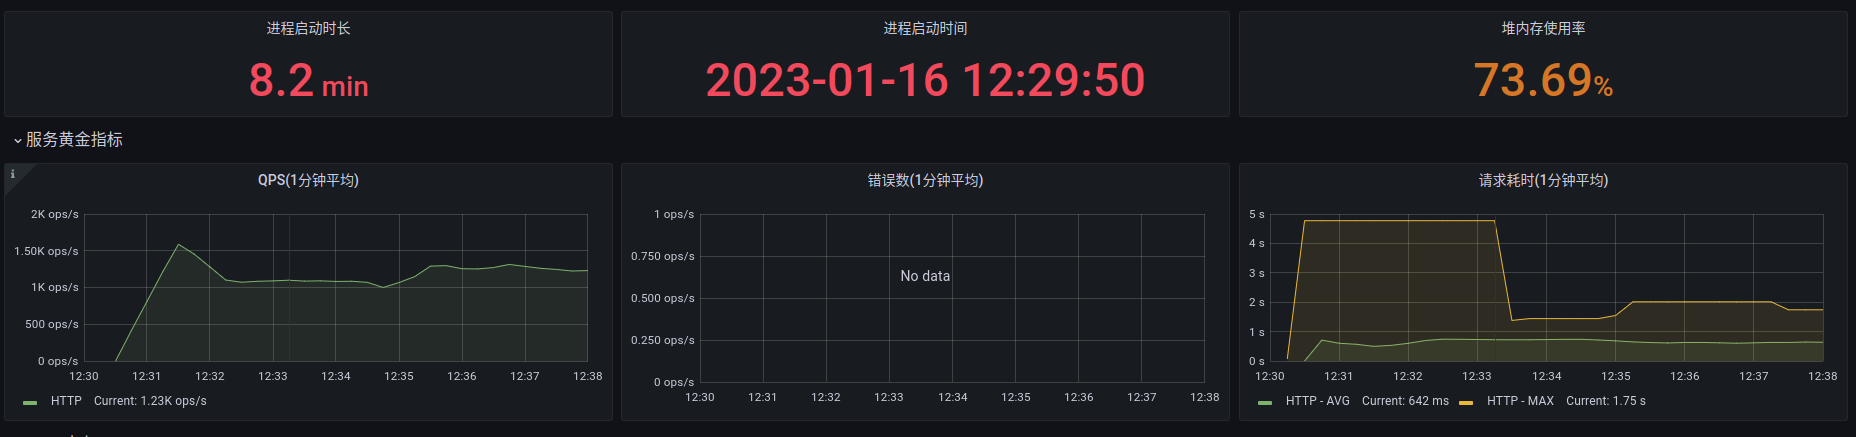 进程启动时长
8.2 min
进程启动时间
2023-01-16 12:29:50
堆内存使用率
73.69%
服务黄金指标
i
QPS(1分钟平均)
2K ops/s
1.50K ops/s
1K ops/s
500 ops/s
0 ops/s
12:30 12:31 12:32 12:33 12:34 12:35 12:36 12:37 12:38
HTTP Current: 1.23K ops/s
错误数(1分钟平均)
1 ops/s
0.750 ops/s
0.500 ops/s
0.250 ops/s
0 ops/s
No data
12:30 12:31 12:32 12:33 12:34 12:35 12:36 12:37 12:38
请求耗时(1分钟平均)
5 s
4 s
3 s
2 s
1 s
0 s
12:30 12:31 12:32 12:33 12:34 12:35 12:36 12:37 12:38
HTTP - AVG Current: 642 ms HTTP - MAX Current: 1.75 s